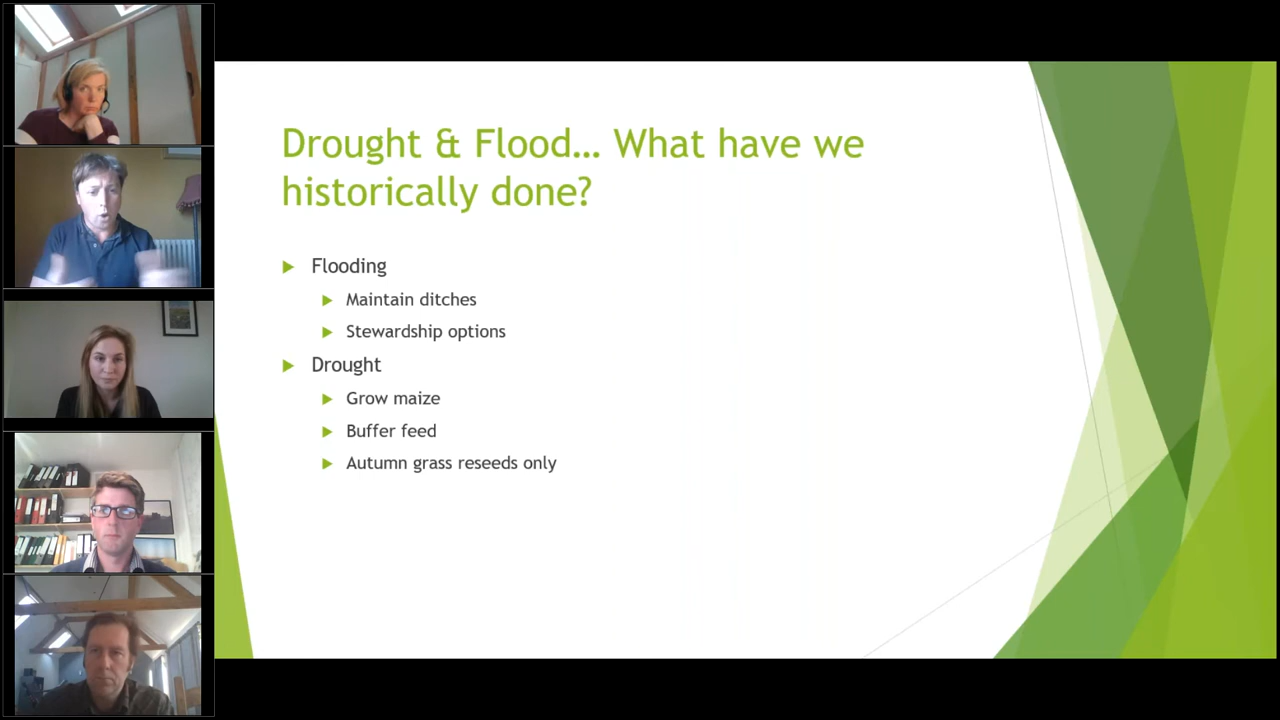 Drought & Flood... What have we
historically done?
Flooding
Maintain ditches
Stewardship options
Drought
Grow maize
Buffer feed
Autumn grass reseeds only